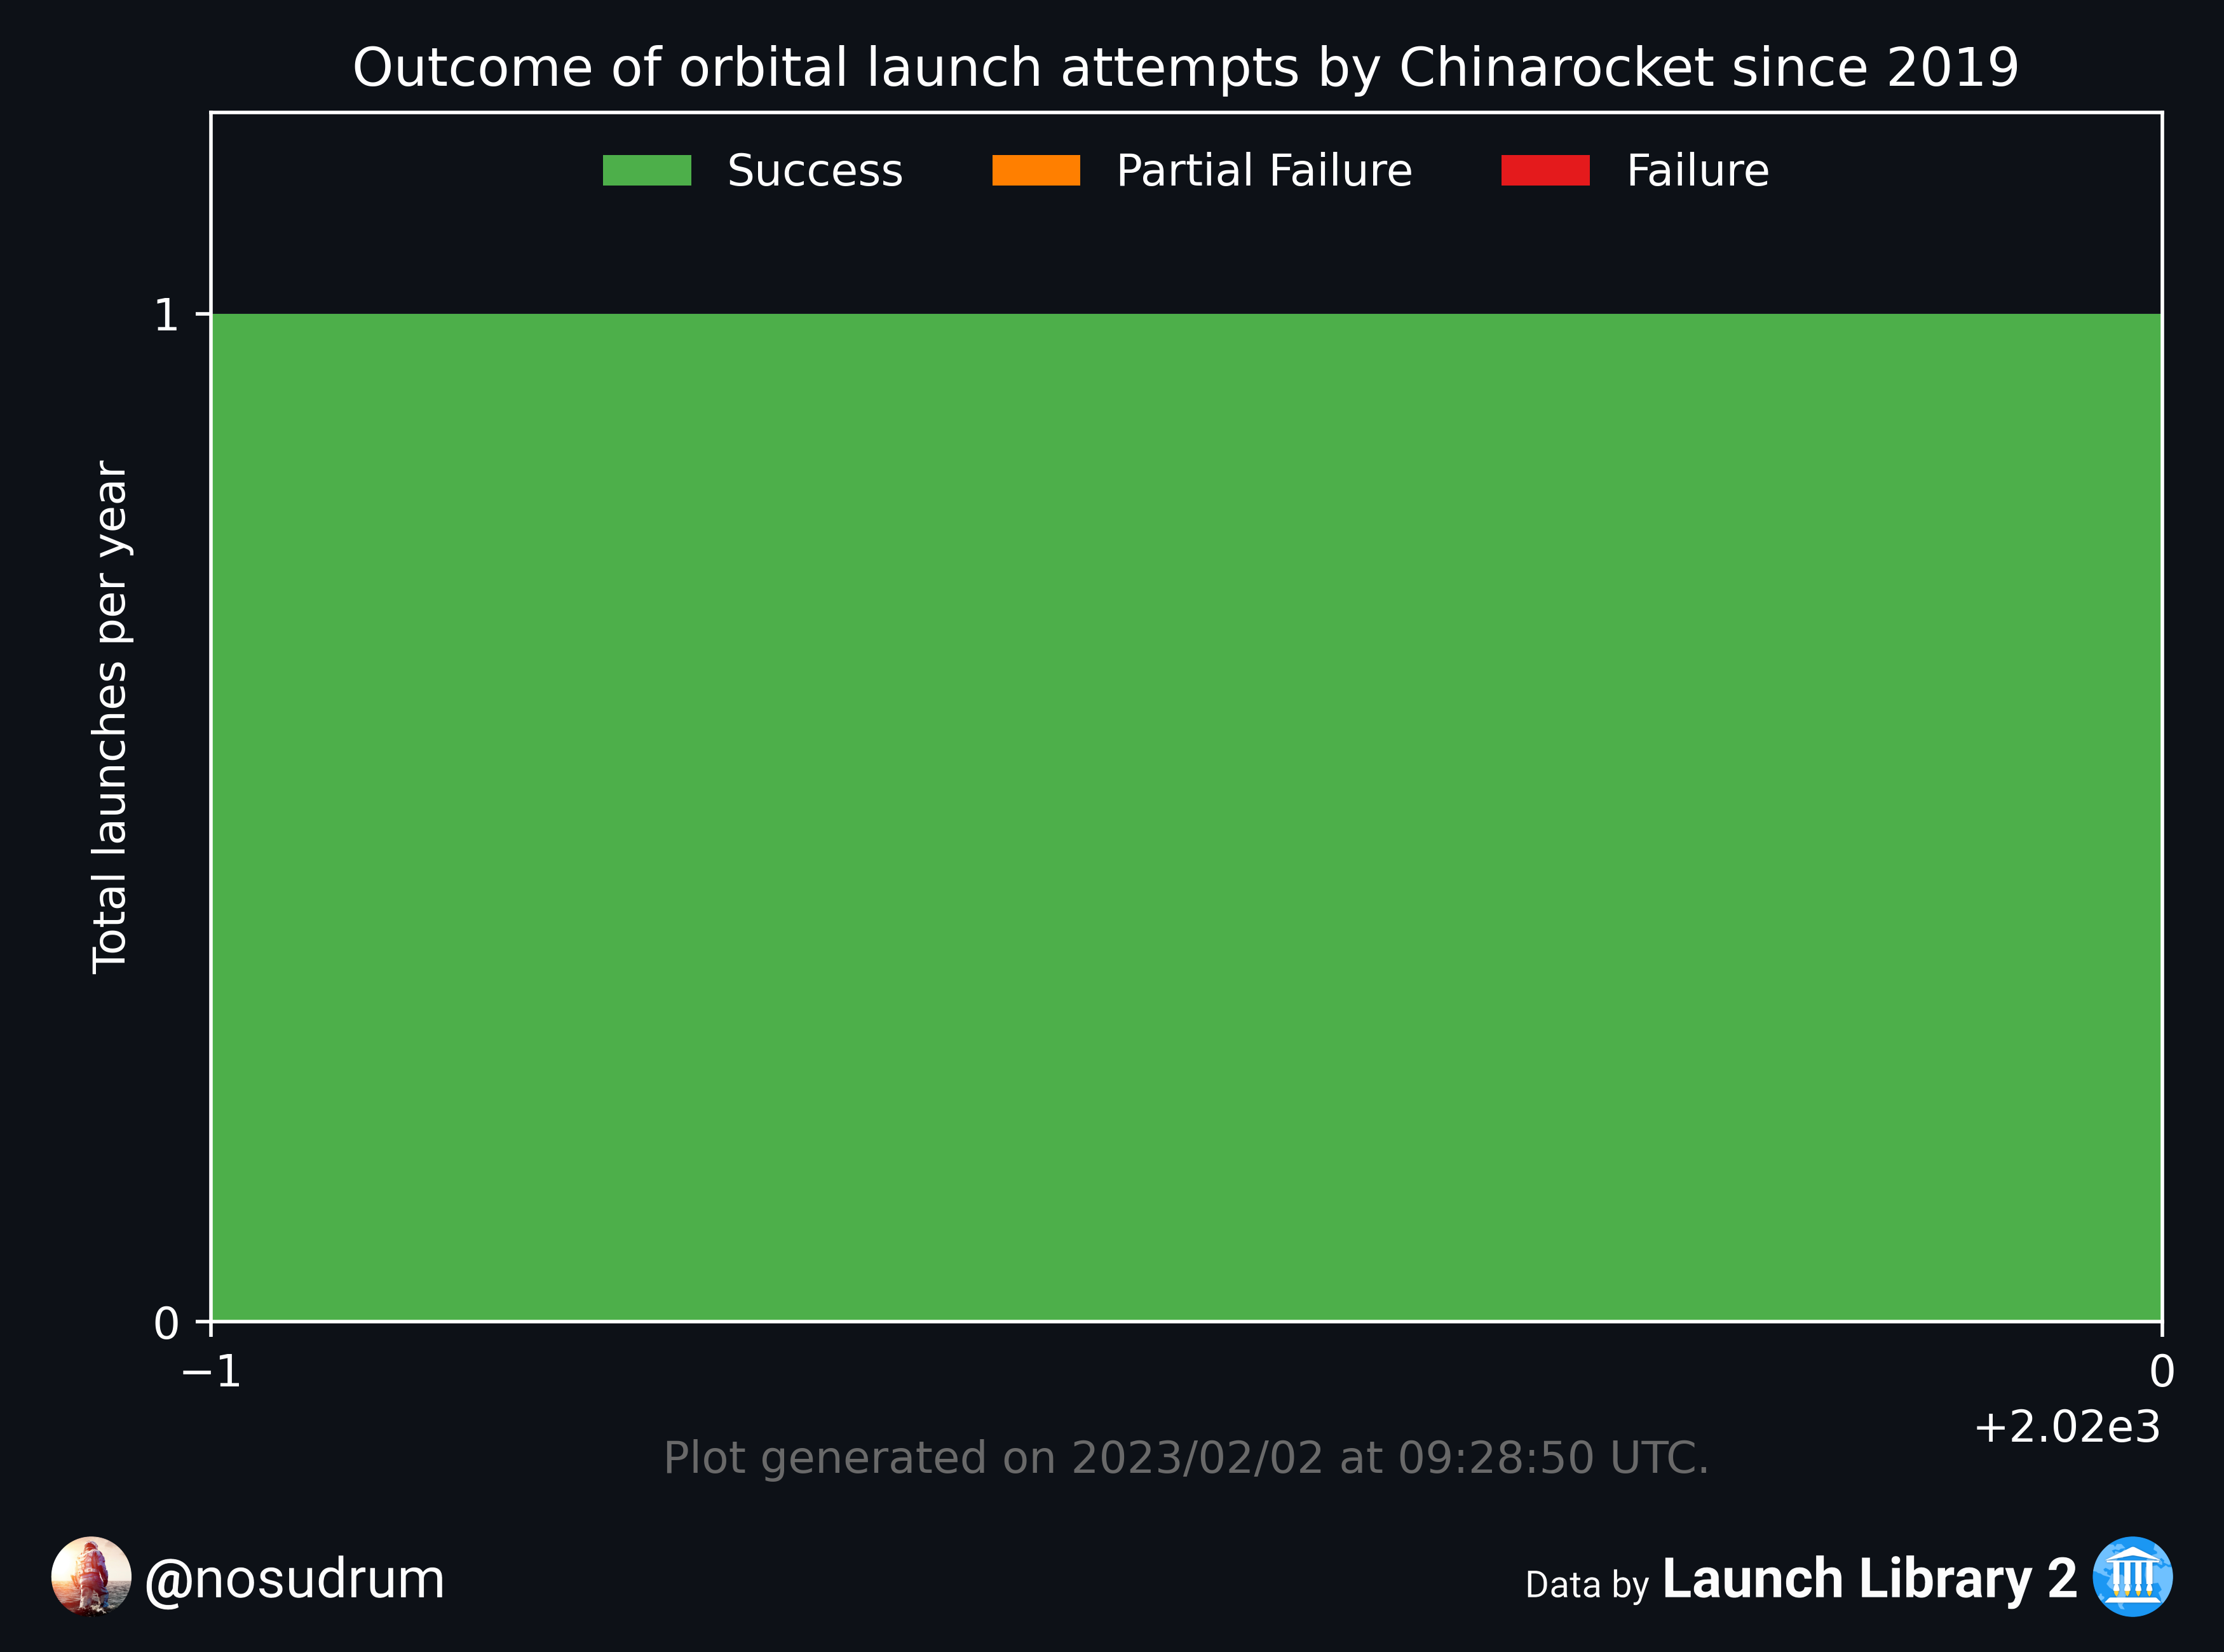 Outcome of orbital launch attempts by Chinarocket since 2019
Success Partial Failure Failure
Total launches per year
1
0
−1 0
+2.02e3
Plot generated on 2023/02/02 at 09:28:50 UTC.
@nosudrum
Data by Launch Library 2